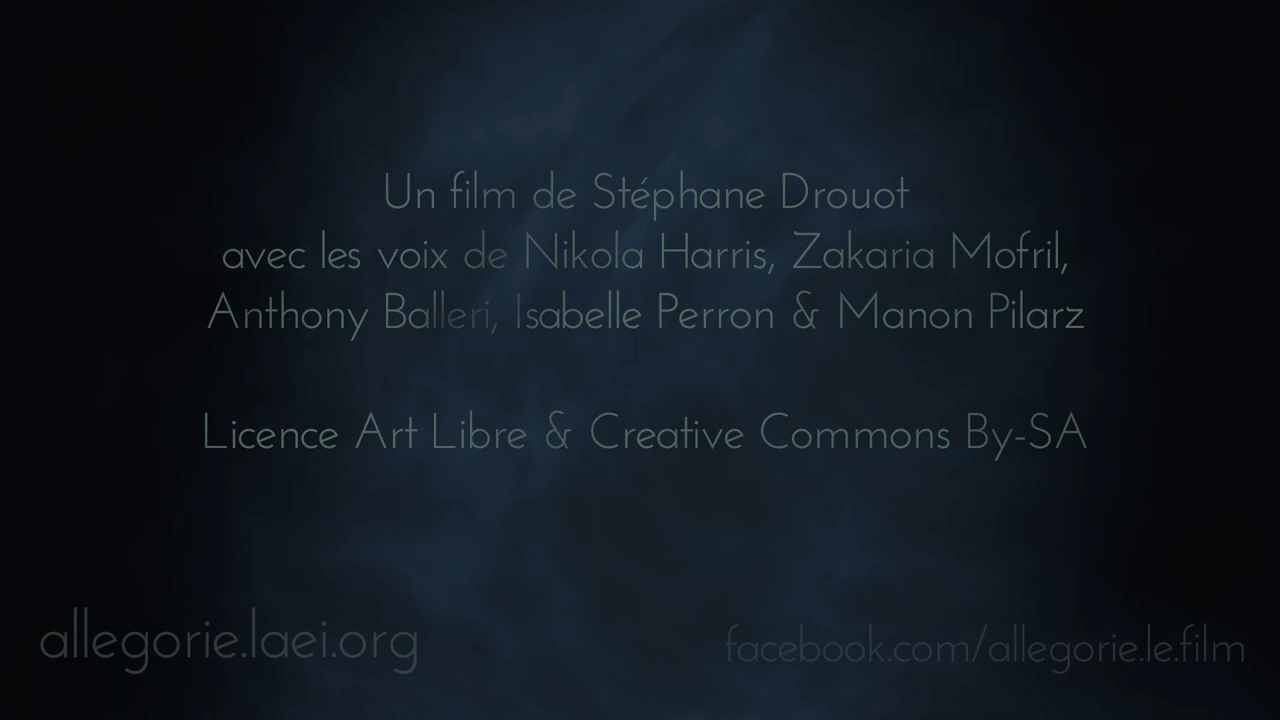 Un film de Stéphane Drouot
avec les voix de Nikola Harris, Zakaria Mofril,
Anthony Balleri, Isabelle Perron & Manon Pilarz
Licence Art Libre & Creative Commons By-SA
allegorie.laei.org
facebook.com/allegorie.le.film